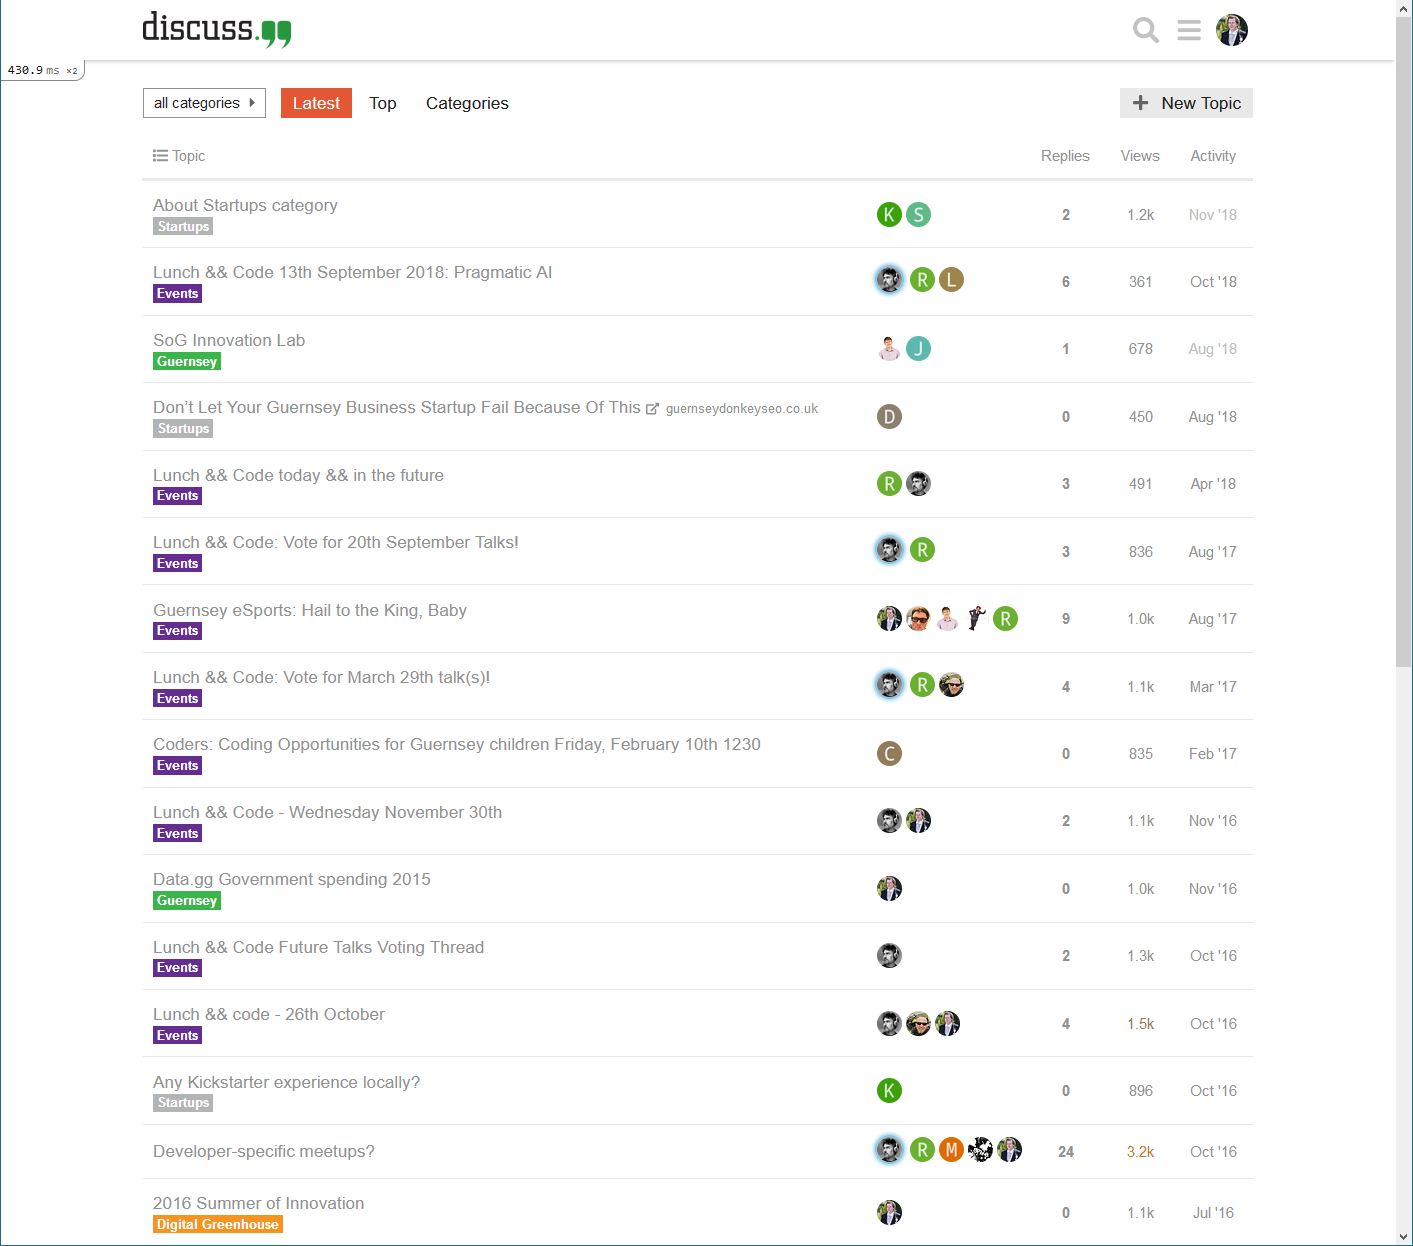 discuss.gg
430.9 ms ×2
all categories Latest Top Categories + New Topic
Topic Replies Views Activity
About Startups category
Startups
K S 2 1.2k Nov '18
Lunch && Code 13th September 2018: Pragmatic AI
Events
R L 6 361 Oct '18
SoG Innovation Lab
Guernsey
J 1 678 Aug '18
Don’t Let Your Guernsey Business Startup Fail Because Of This guernseydonkeyseo.co.uk
Startups
D 0 450 Aug '18
Lunch && Code today && in the future
Events
R 3 491 Apr '18
Lunch && Code: Vote for 20th September Talks!
Events
R 3 836 Aug '17
Guernsey eSports: Hail to the King, Baby
Events
R 9 1.0k Aug '17
Lunch && Code: Vote for March 29th talk(s)!
Events
R 4 1.1k Mar '17
Coders: Coding Opportunities for Guernsey children Friday, February 10th 1230
Events
C 0 835 Feb '17
Lunch && Code - Wednesday November 30th
Events
2 1.1k Nov '16
Data.gg Government spending 2015
Guernsey
0 1.0k Nov '16
Lunch && Code Future Talks Voting Thread
Events
2 1.3k Oct '16
Lunch && code - 26th October
Events
4 1.5k Oct '16
Any Kickstarter experience locally?
Startups
K 0 896 Oct '16
Developer-specific meetups?
R M 24 3.2k Oct '16
2016 Summer of Innovation
Digital Greenhouse
0 1.1k Jul '16